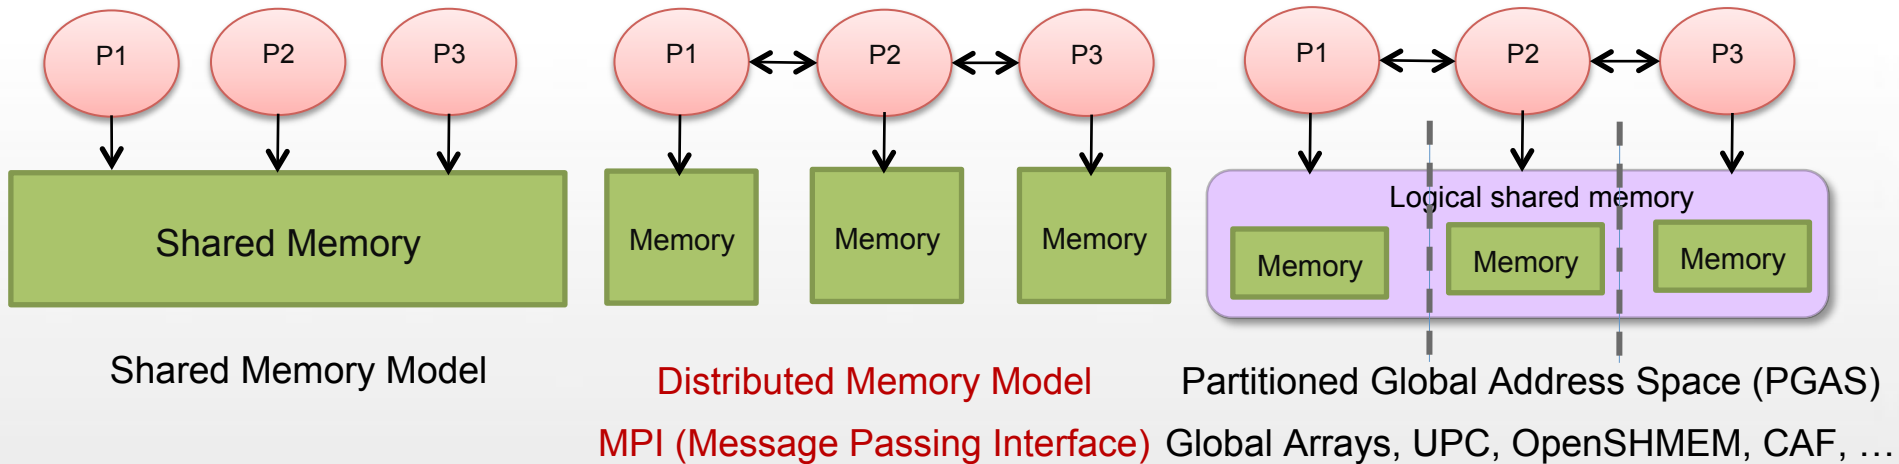 P1
P2
P3
Shared Memory
Shared Memory Model
P1
P2
P3
Memory
Memory
Memory
Distributed Memory Model
MPI (Message Passing Interface)
P1
P2
P3
Logical shared memory
Memory
Memory
Memory
Partitioned Global Address Space (PGAS)
Global Arrays, UPC, OpenSHMEM, CAF, …